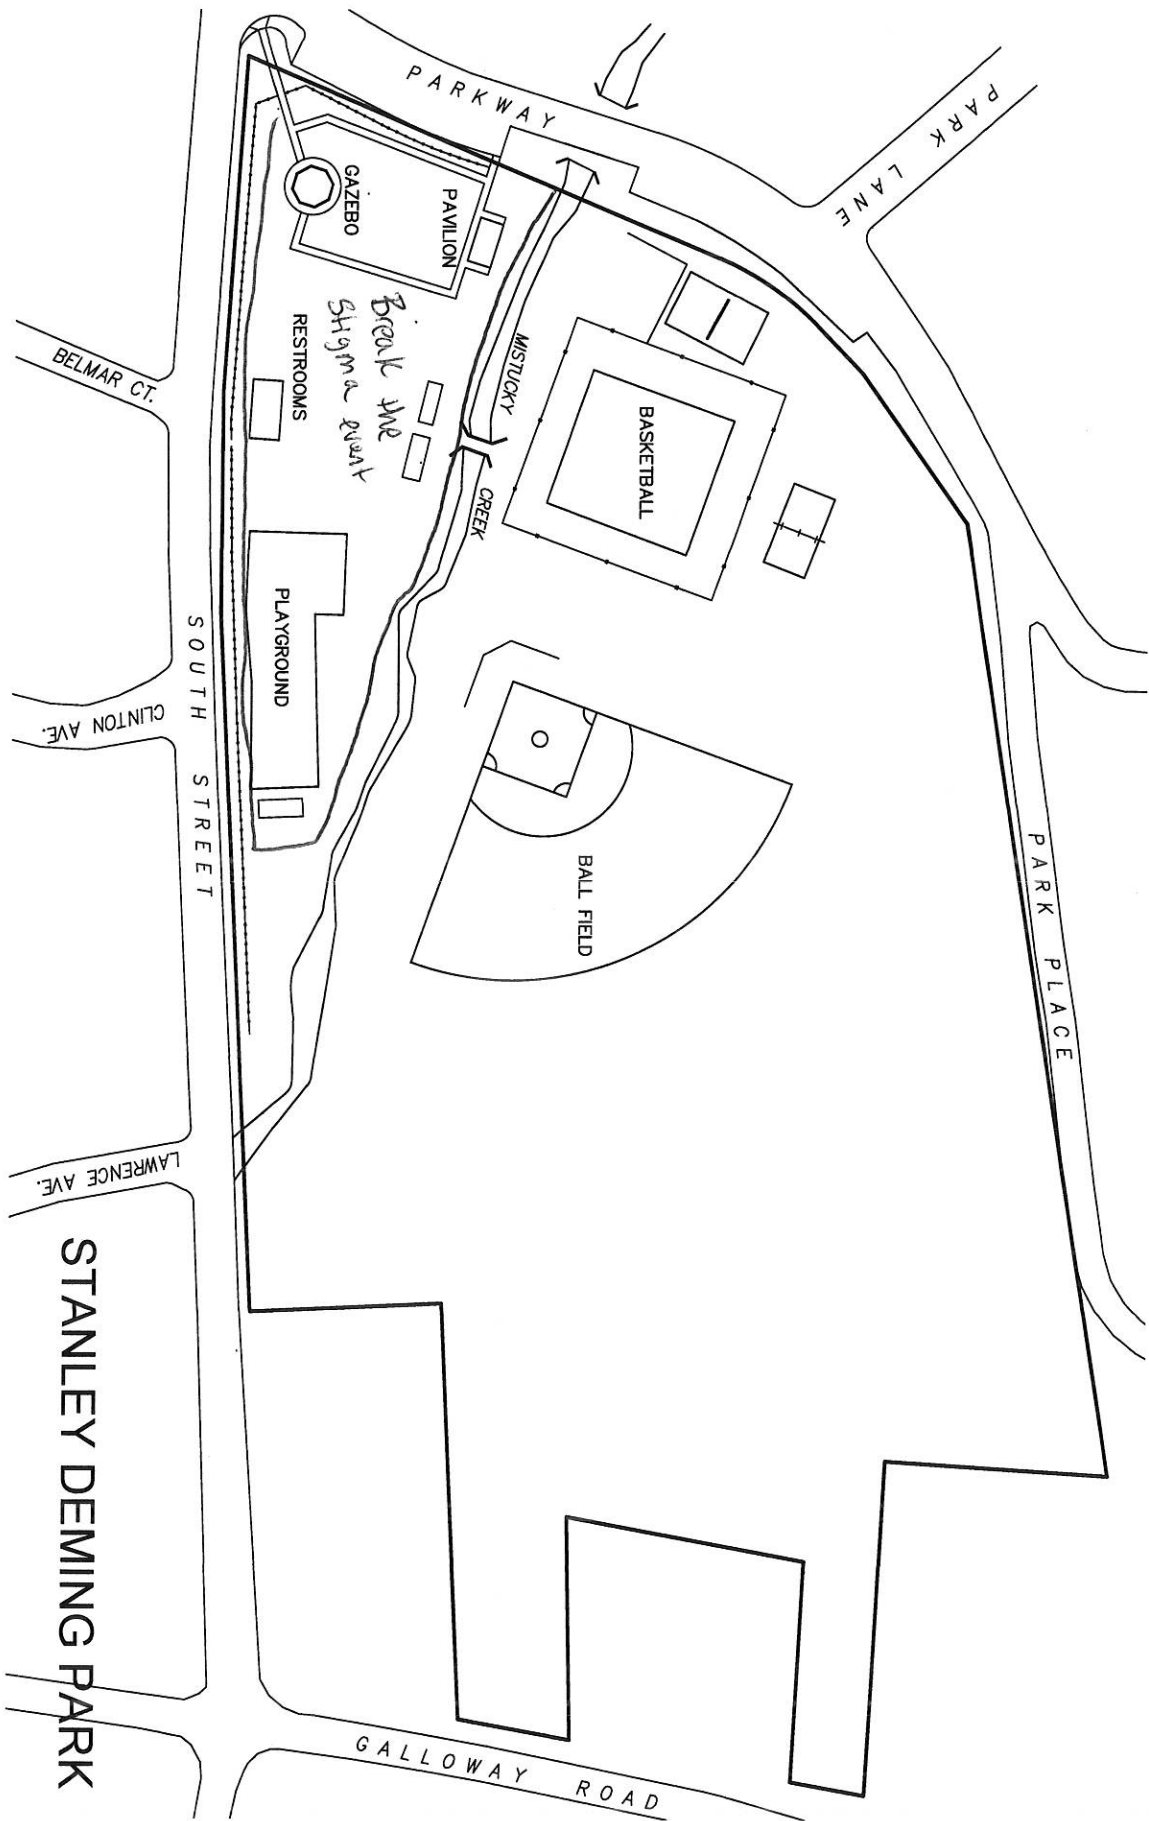 PARKWAY
PARK LANE
GAZEBO
PAVILION
Break the
Stigma event
RESTROOMS
MISTUCKY
CREEK
BASKETBALL
BELMAR CT.
PLAYGROUND
SOUTH STREET
CLINTON AVE.
BALL FIELD
PARK PLACE
LAWRENCE AVE.
GALLOWAY ROAD
STANLEY DEMING PARK